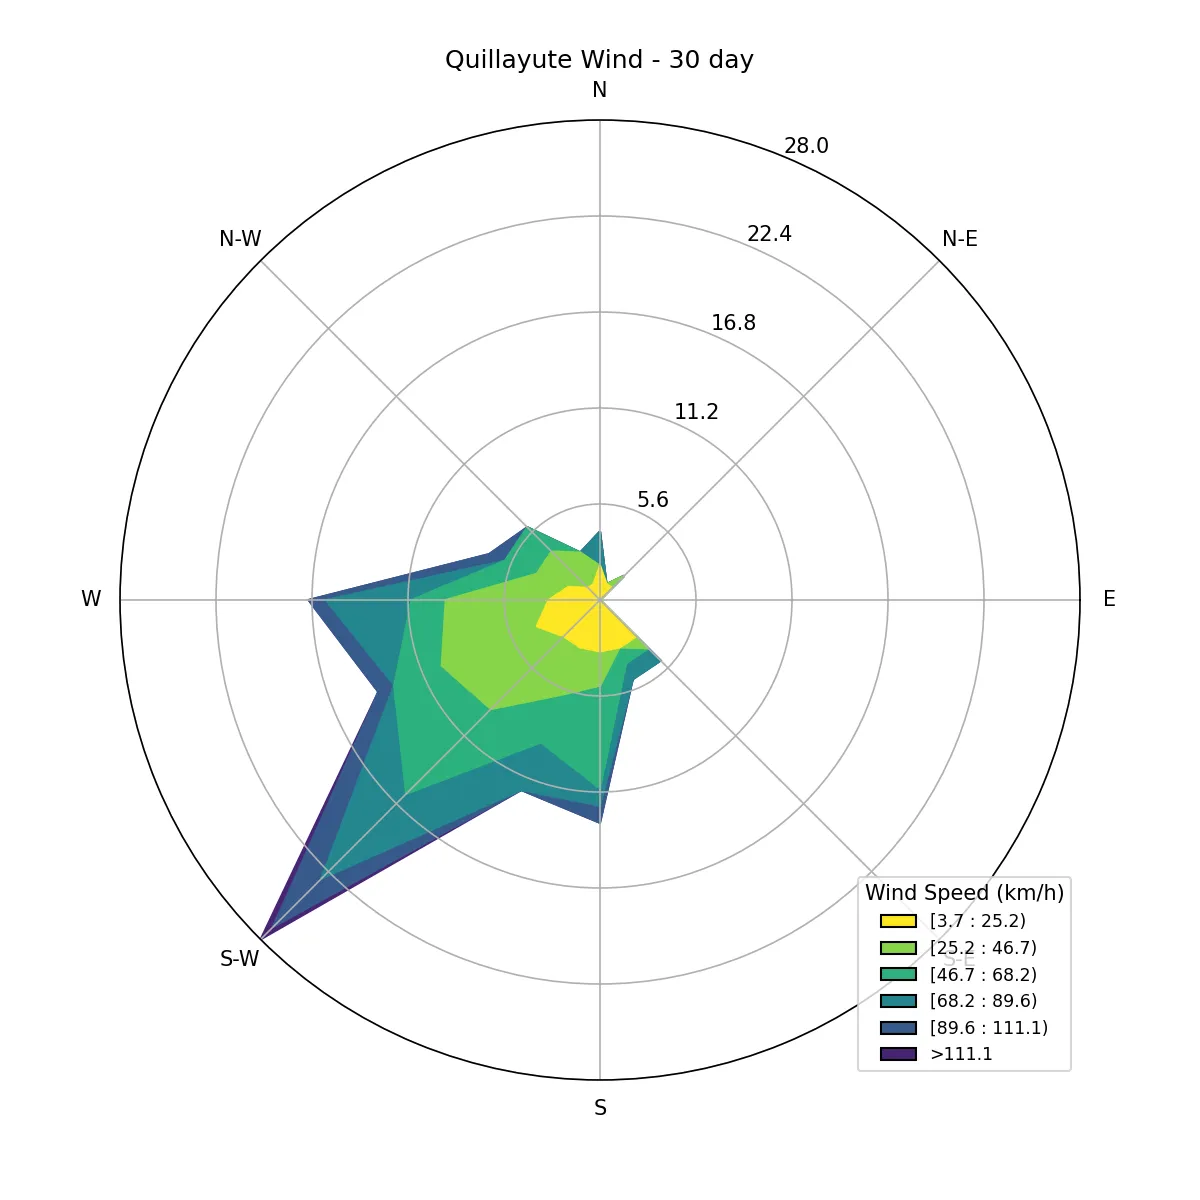 Quillayute Wind - 30 day
N
28.0
N-W
22.4
N-E
16.8
11.2
5.6
W
E
S-W
S-E
Wind Speed (km/h)
[3.7 : 25.2)
[25.2 : 46.7)
[46.7 : 68.2)
[68.2 : 89.6)
[89.6 : 111.1)
>111.1
S